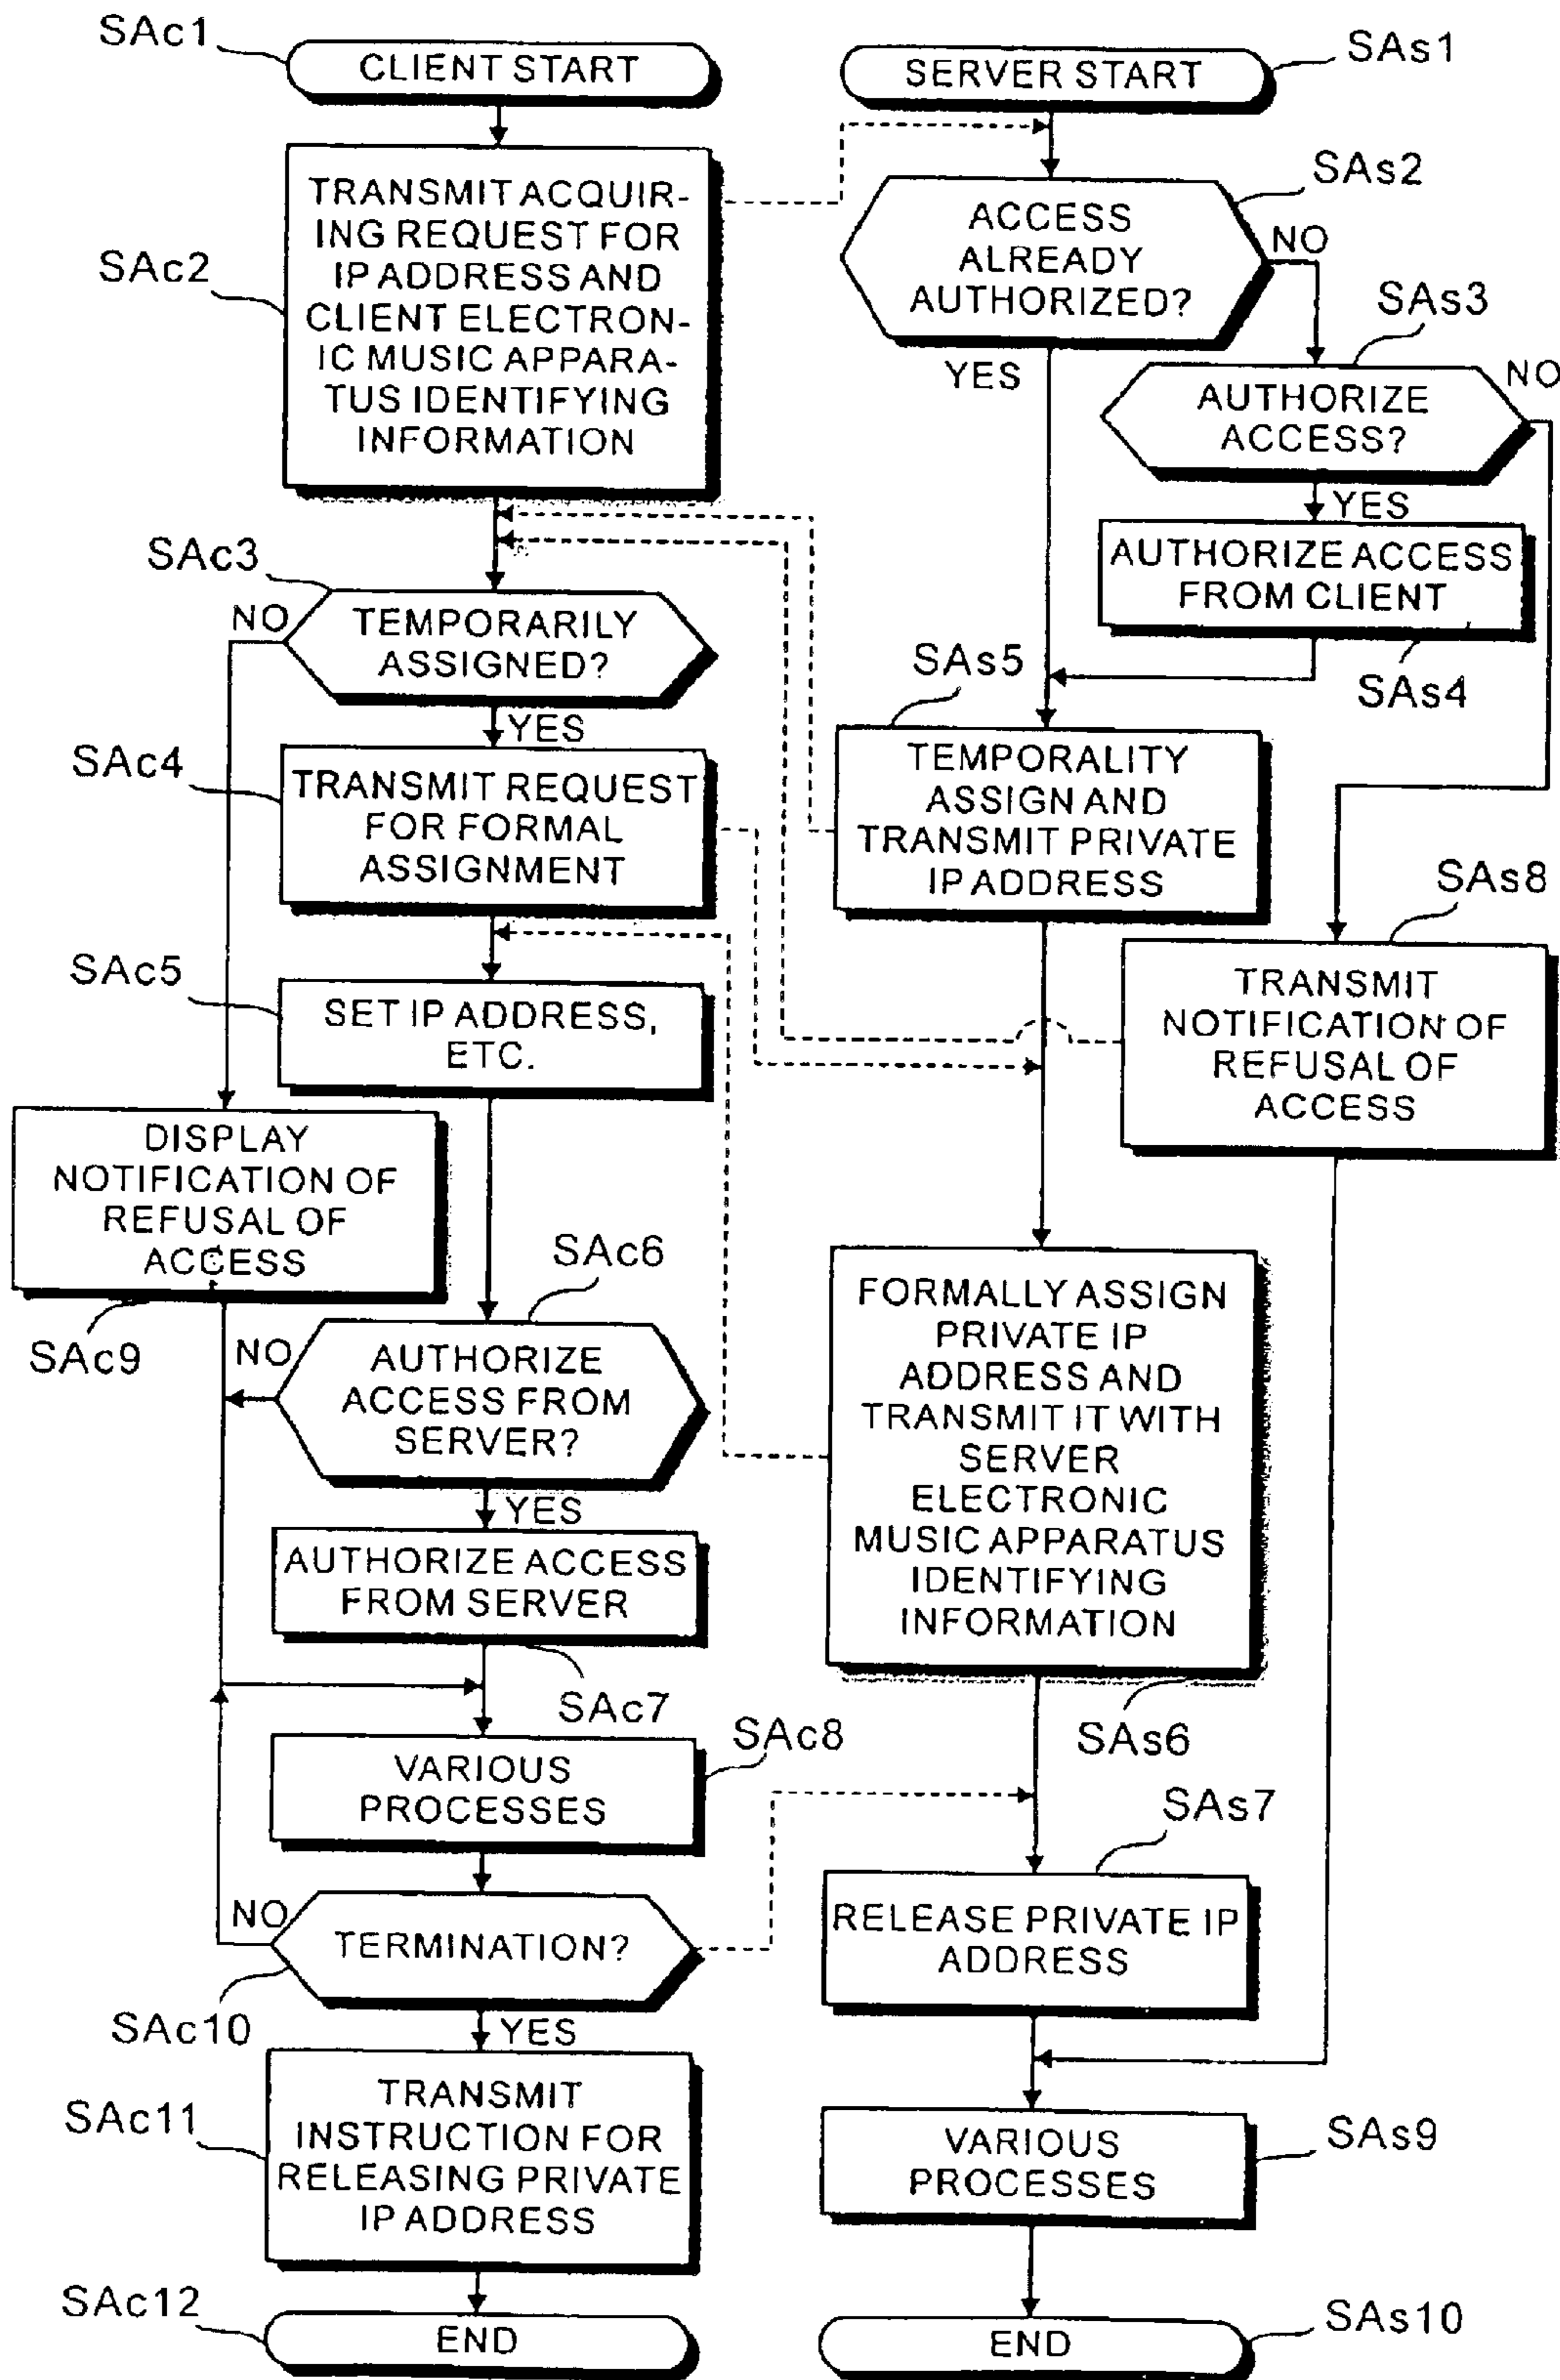 SAc1
CLIENT START
SERVER START
SAs1
SAc2
TRANSMIT ACQUIR-
ING REQUEST FOR
IP ADDRESS AND
CLIENT ELECTRON-
IC MUSIC APPARA-
TUS IDENTIFYING
INFORMATION
SAs2
ACCESS
ALREADY
AUTHORIZED?
NO
YES
SAs3
AUTHORIZE
ACCESS?
NO
YES
AUTHORIZE ACCESS
FROM CLIENT
SAs4
SAc3
NO
TEMPORARILY
ASSIGNED?
YES
SAs5
TEMPORALITY
ASSIGN AND
TRANSMIT PRIVATE
IP ADDRESS
SAc4
TRANSMIT REQUEST
FOR FORMAL
ASSIGNMENT
SAs8
TRANSMIT
NOTIFICATION OF
REFUSAL OF
ACCESS
SAc5
SET IP ADDRESS,
ETC.
DISPLAY
NOTIFICATION OF
REFUSAL OF
ACCESS
SAc9
SAc6
NO
AUTHORIZE
ACCESS FROM
SERVER?
YES
FORMALLY ASSIGN
PRIVATE IP
ADDRESS AND
TRANSMIT IT WITH
SERVER
ELECTRONIC
MUSIC APPARATUS
IDENTIFYING
INFORMATION
SAs6
AUTHORIZE ACCESS
FROM SERVER
SAc7
SAc8
VARIOUS
PROCESSES
SAs7
RELEASE PRIVATE IP
ADDRESS
NO
TERMINATION?
SAc10
YES
SAc11
TRANSMIT
INSTRUCTION FOR
RELEASING PRIVATE
IP ADDRESS
VARIOUS
PROCESSES
SAs9
SAc12
END
END
SAs10